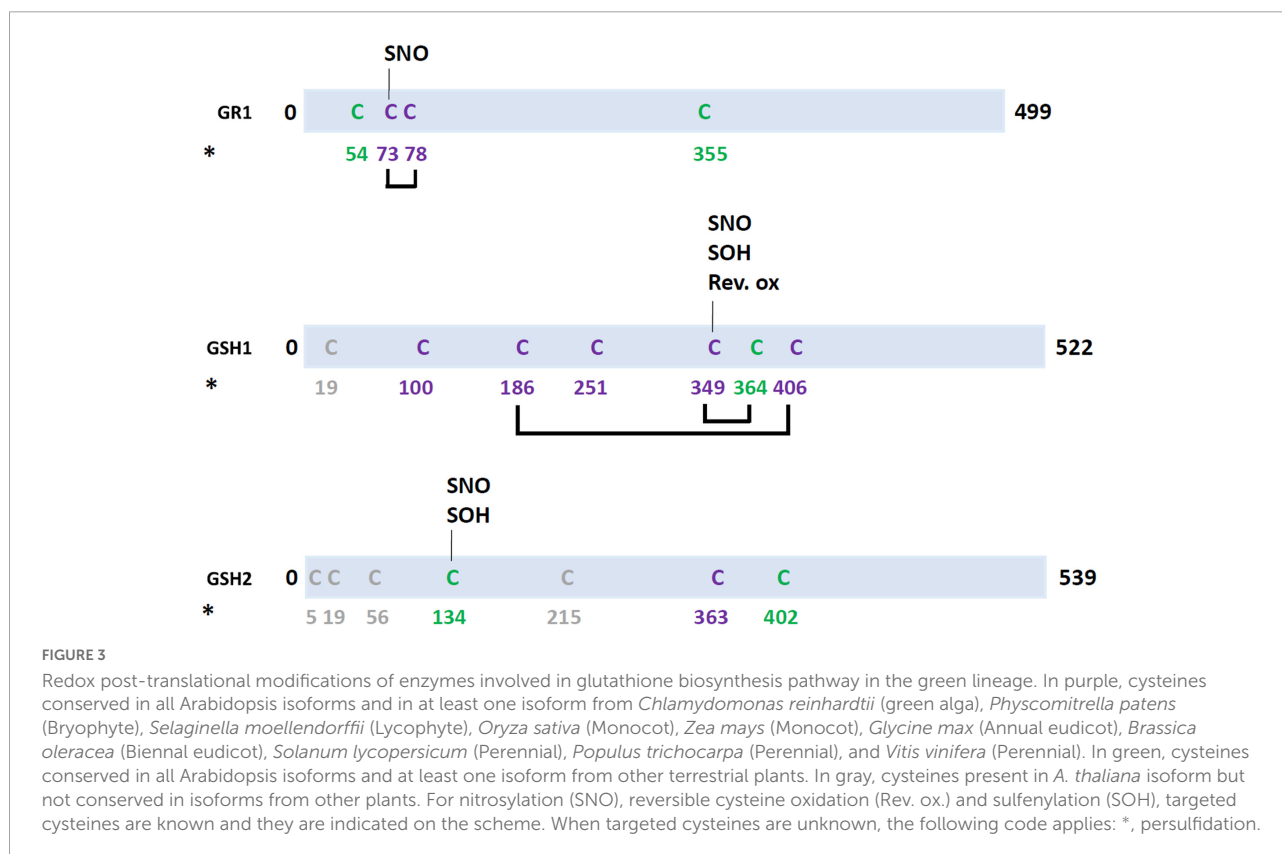 SNO
GR1 0 C C C C 499
* 54 73 78 355
SNO
SOH
Rev. ox
GSH1 0 C C C C C C C 522
* 19 100 186 251 349 364 406
SNO
SOH
GSH2 0 C C C C C C C 539
* 5 19 56 134 215 363 402
FIGURE 3
Redox post-translational modifications of enzymes involved in glutathione biosynthesis pathway in the green lineage. In purple, cysteines
conserved in all Arabidopsis isoforms and in at least one isoform from Chlamydomonas reinhardtii (green alga), Physcomitrella patens
(Bryophyte), Selaginella moellendorffii (Lycophyte), Oryza sativa (Monocot), Zea mays (Monocot), Glycine max (Annual eudicot), Brassica
oleracea (Biennal eudicot), Solanum lycopersicum (Perennial), Populus trichocarpa (Perennial), and Vitis vinifera (Perennial). In green, cysteines
conserved in all Arabidopsis isoforms and at least one isoform from other terrestrial plants. In gray, cysteines present in A. thaliana isoform but
not conserved in isoforms from other plants. For nitrosylation (SNO), reversible cysteine oxidation (Rev. ox.) and sulfenylation (SOH), targeted
cysteines are known and they are indicated on the scheme. When targeted cysteines are unknown, the following code applies: *, persulfidation.